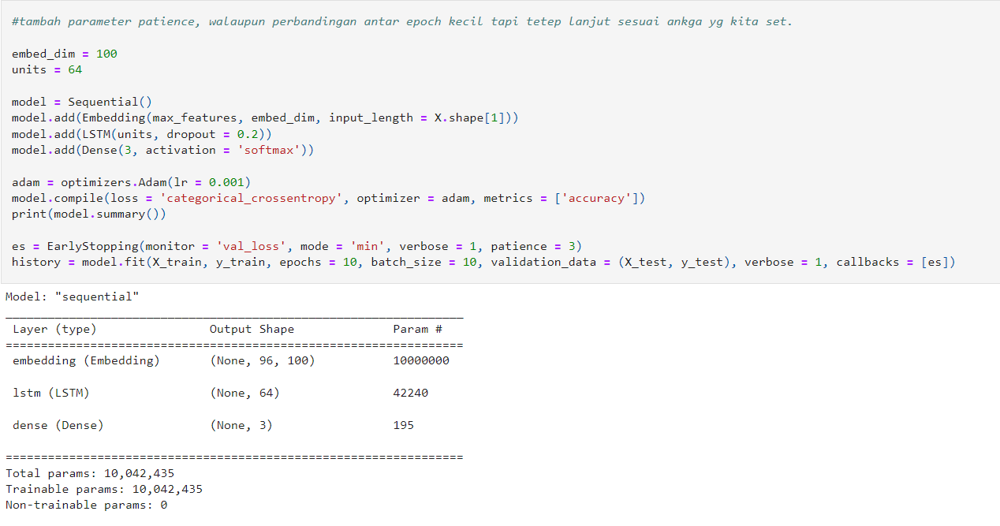 #tambah parameter patience, walaupun perbandingan antar epoch kecil tapi tetep lanjut sesuai ankga yg kita set.
embed_dim = 100
units = 64
model = Sequential()
model.add(Embedding(max_features, embed_dim, input_length = X.shape[1]))
model.add(LSTM(units, dropout = 0.2))
model.add(Dense(3, activation = 'softmax'))
adam = optimizers.Adam(lr = 0.001)
model.compile(loss = 'categorical_crossentropy', optimizer = adam, metrics = ['accuracy'])
print(model.summary())
es = EarlyStopping(monitor = 'val_loss', mode = 'min', verbose = 1, patience = 3)
history = model.fit(X_train, y_train, epochs = 10, batch_size = 10, validation_data = (X_test, y_test), verbose = 1, callbacks = [es])
Model: "sequential"
_________________________________________________________________
Layer (type) Output Shape Param #
=================================================================
embedding (Embedding) (None, 96, 100) 10000000
lstm (LSTM) (None, 64) 42240
dense (Dense) (None, 3) 195
=================================================================
Total params: 10,042,435
Trainable params: 10,042,435
Non-trainable params: 0